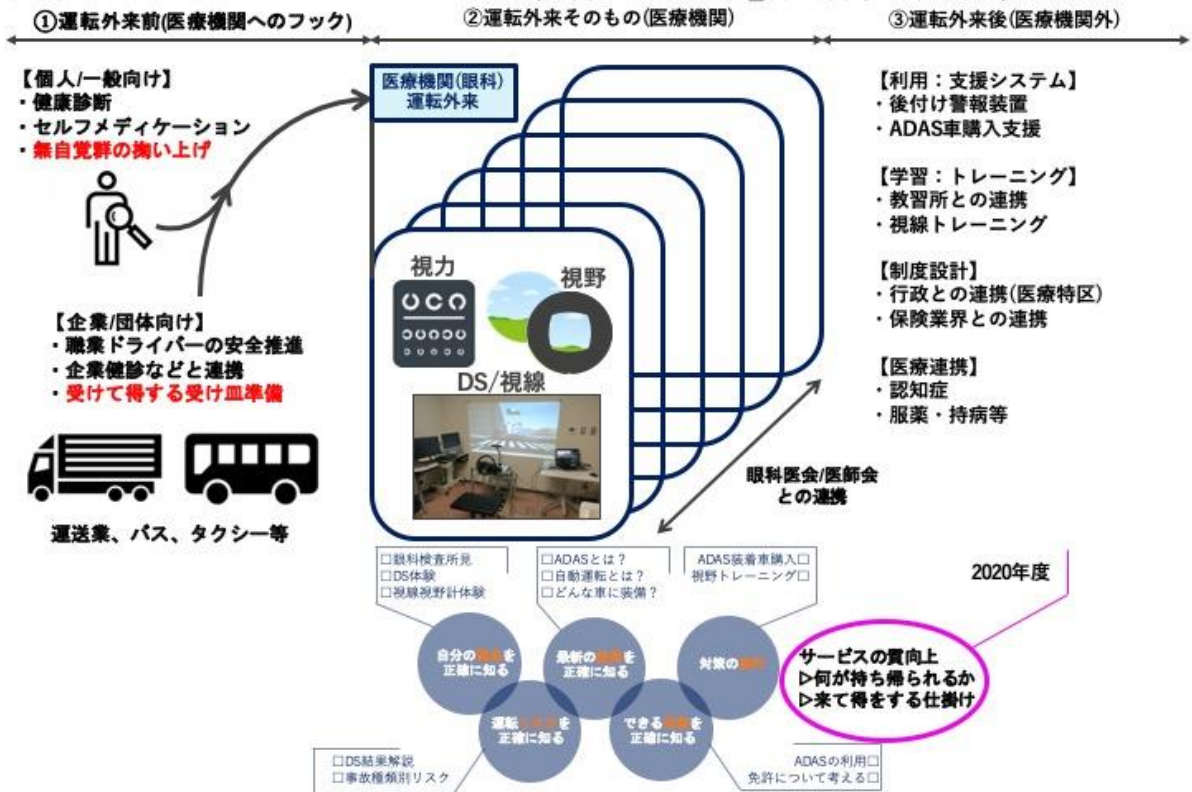 ①運転外来前(医療機関へのフック)
②運転外来そのもの(医療機関)
③運転外来後(医療機関外)
【個人/一般向け】
・健康診断
・セルフメディケーション
・無自覚群の掬い上げ
【企業/団体向け】
・職業ドライバーの安全推進
・企業健診などと連携
・受けて得する受け皿準備
運送業、バス、タクシー等
医療機関(眼科)
運転外来
視力
視野
DS/視線
【利用：支援システム】
・後付け警報装置
・ADAS車購入支援
【学習：トレーニング】
・教習所との連携
・視線トレーニング
【制度設計】
・行政との連携(医療特区)
・保険業界との連携
【医療連携】
・認知症
・服薬・持病等
眼科医会/医師会
との連携
□眼科検査所見
□DS体験
□視線視野計体験
□ADASとは？
□自動運転とは？
□どんな車に装備？
ADAS装着車購入□
視野トレーニング□
2020年度
自分の を
正確に知る
最新の を
正確に知る
対策の
運転 を
正確に知る
できる を
正確に知る
サービスの質向上
▷何が持ち帰られるか
▷来て得をする仕掛け
□DS結果解説
□事故種類別リスク
ADASの利用□
免許について考える□